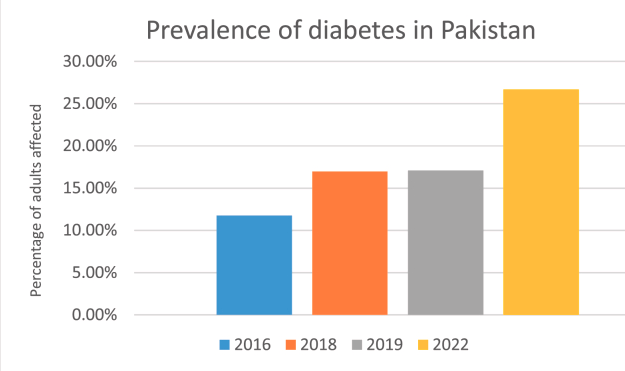 Prevalence of diabetes in Pakistan
Percentage of adults affected
30.00%
25.00%
20.00%
15.00%
10.00%
5.00%
0.00%
2016 2018 2019 2022